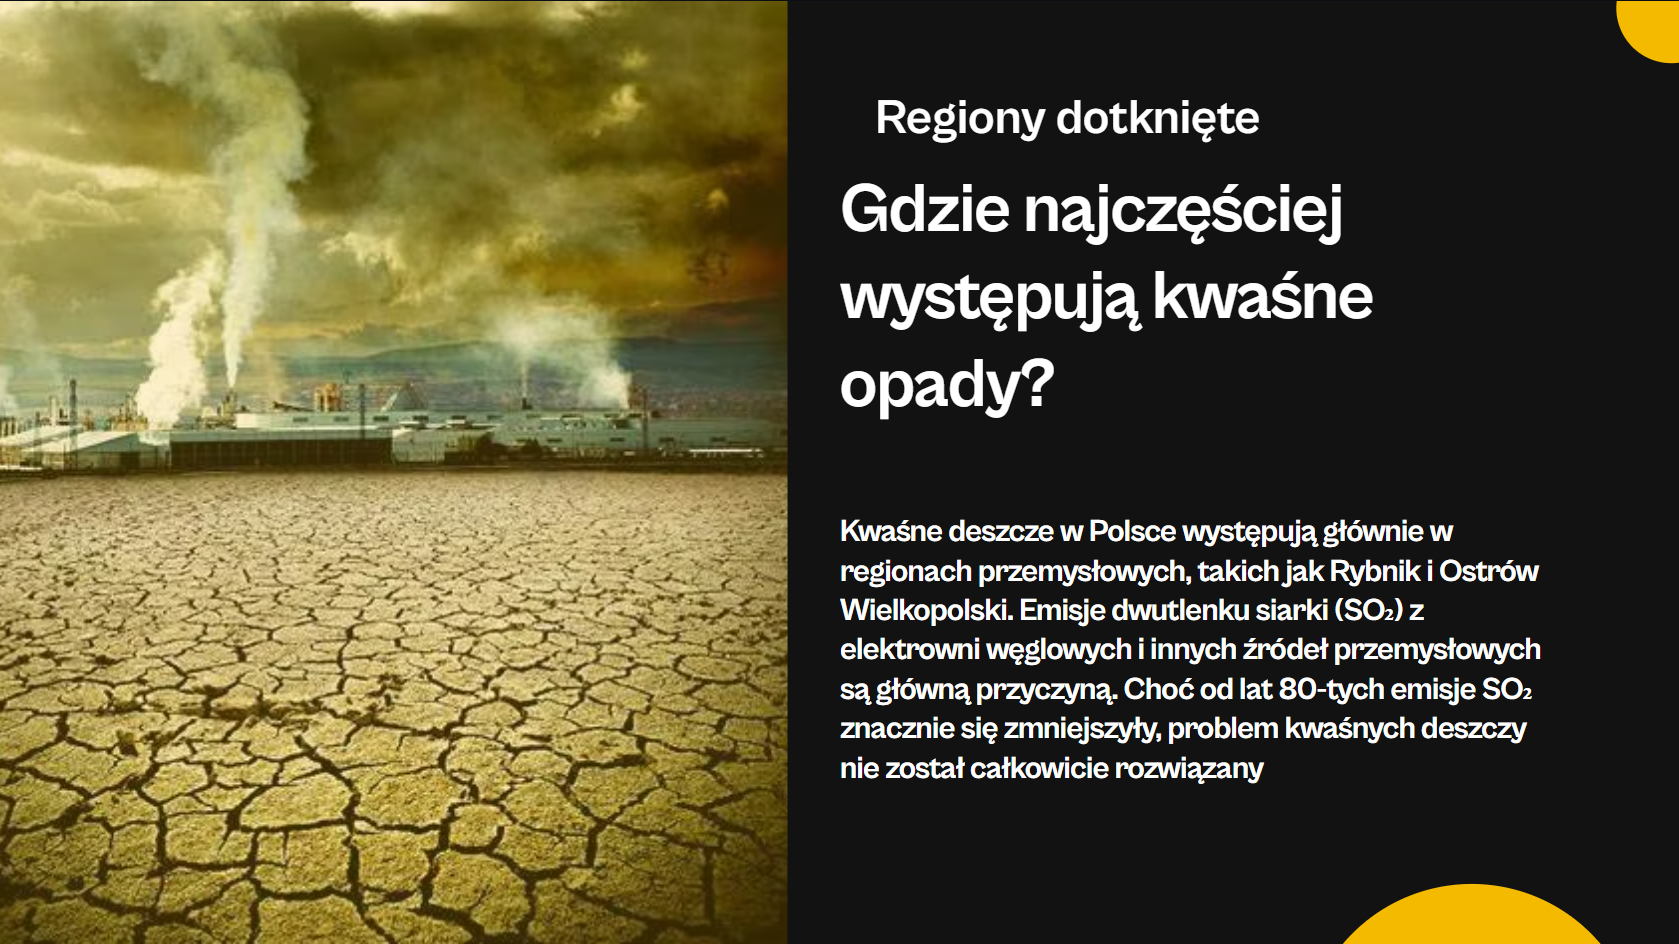 Regiony dotknięte
Gdzie najczęściej
występują kwaśne
opady?
Kwaśne deszcze w Polsce występują głównie w
regionach przemysłowych, takich jak Rybnik i Ostrów
Wielkopolski. Emisje dwutlenku siarki (SO₂) z
elektrowni węglowych i innych źródeł przemysłowych
są główną przyczyną. Choć od lat 80-tych emisje SO₂
znacznie się zmniejszyły, problem kwaśnych deszczy
nie został całkowicie rozwiązany